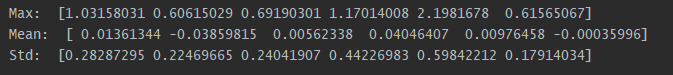 Max:  [1.03158031 0.60615029 0.69190301 1.17014008 2.1981678  0.61565067]
Mean:  [ 0.01361344 -0.03859815  0.00562338  0.04046407  0.00976458 -0.00035996]
Std:  [0.28287295 0.22469665 0.24041907 0.44226983 0.59842212 0.17914034]